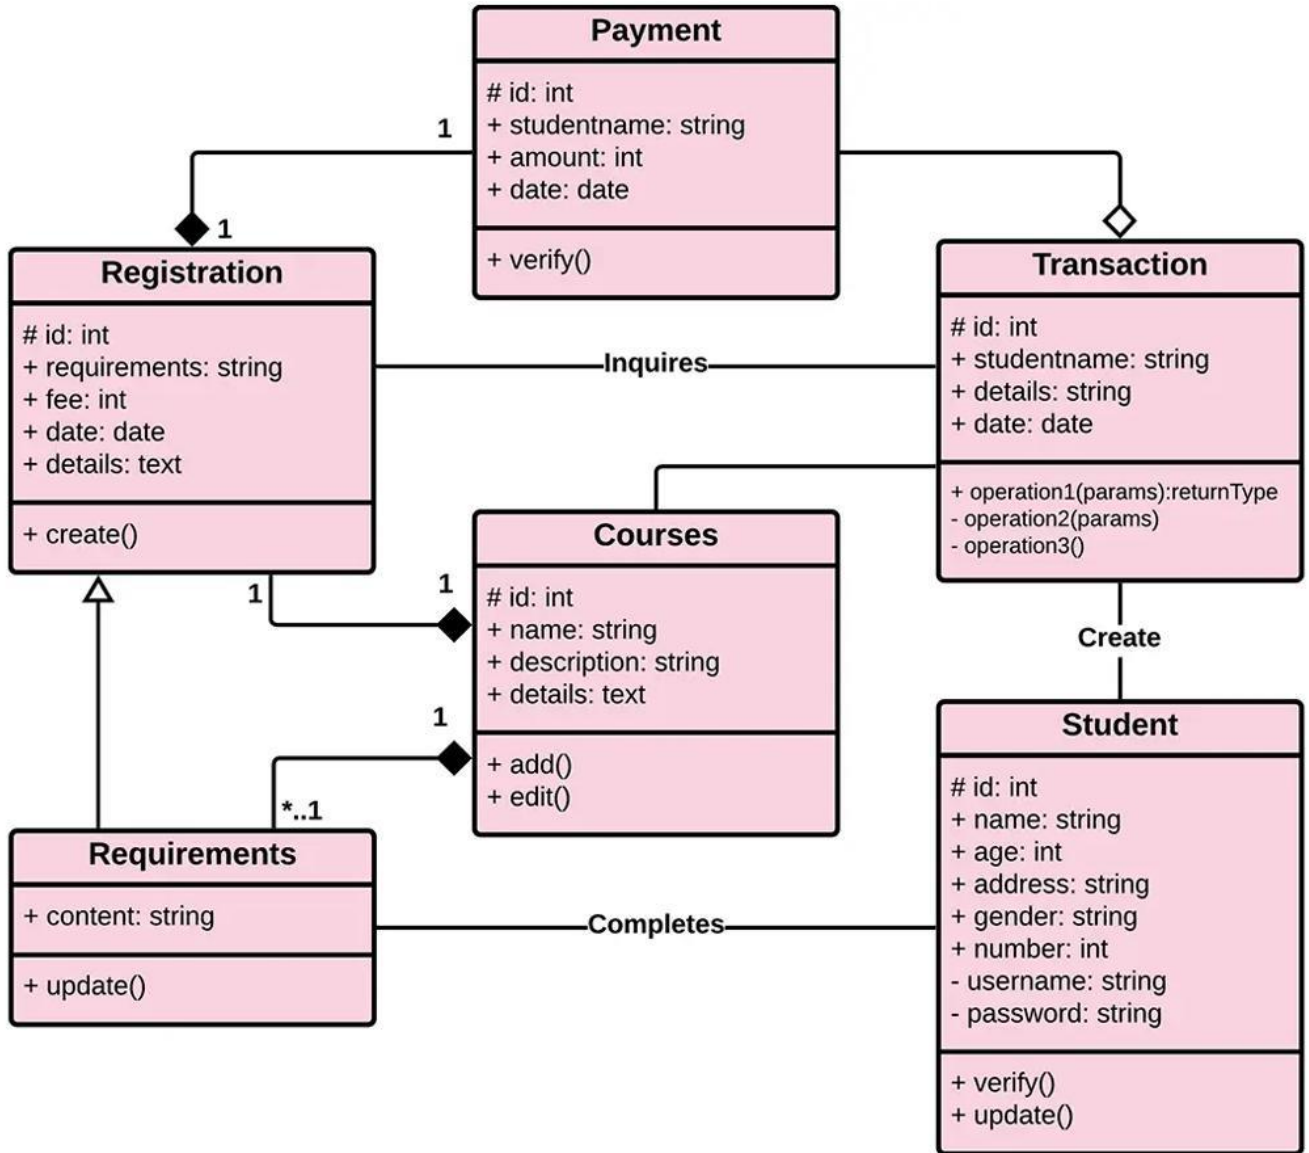 Payment
# id: int
+ studentname: string
+ amount: int
+ date: date
+ verify()
1
1
Registration
# id: int
+ requirements: string
+ fee: int
+ date: date
+ details: text
+ create()
Inquires
Transaction
# id: int
+ studentname: string
+ details: string
+ date: date
+ operation1(params):returnType
- operation2(params)
- operation3()
1
1
Courses
# id: int
+ name: string
+ description: string
+ details: text
+ add()
+ edit()
1
*..1
Create
Requirements
+ content: string
+ update()
Completes
Student
# id: int
+ name: string
+ age: int
+ address: string
+ gender: string
+ number: int
- username: string
- password: string
+ verify()
+ update()